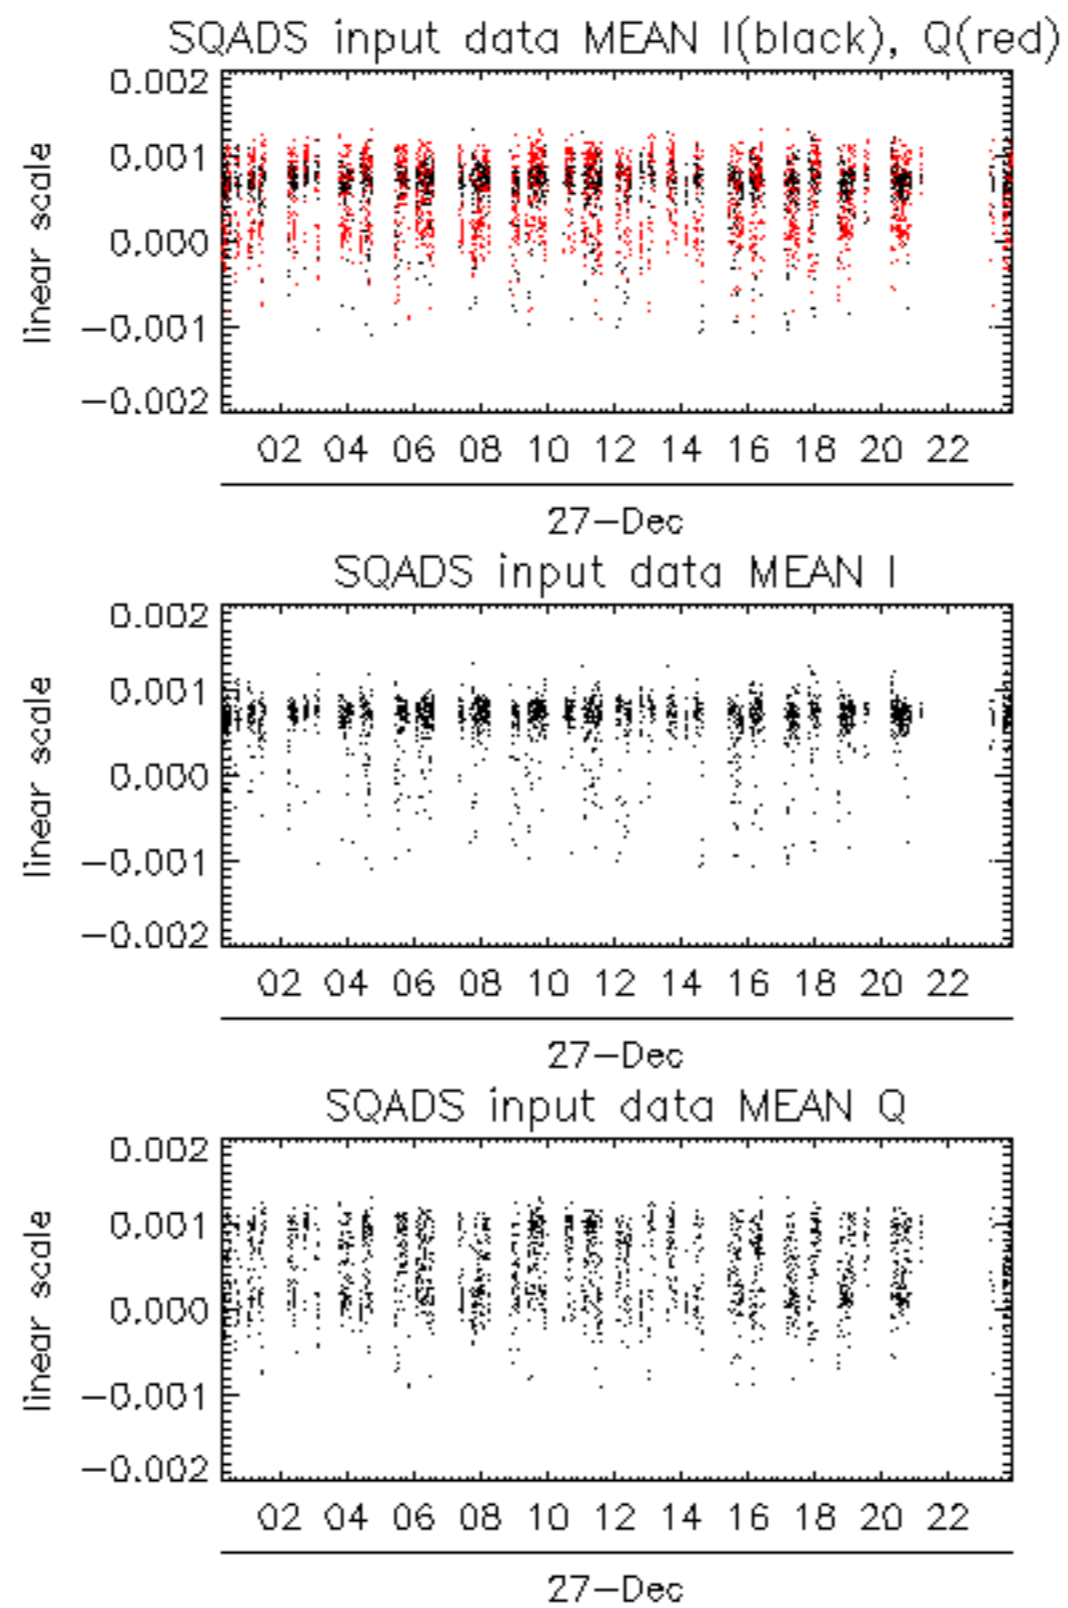 SQADS input data MEAN I(black), Q(red)
0.002
0.001
0.000
−0.001
−0.002
linear scale
02 04 06 08 10 12 14 16 18 20 22
27−Dec
SQADS input data MEAN I
0.002
0.001
0.000
−0.001
−0.002
linear scale
02 04 06 08 10 12 14 16 18 20 22
27−Dec
SQADS input data MEAN Q
0.002
0.001
0.000
−0.001
−0.002
linear scale
02 04 06 08 10 12 14 16 18 20 22
27−Dec